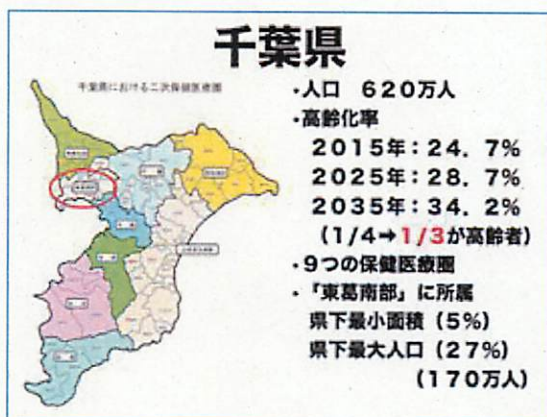 千葉県
千葉県における二次保健医療圏
・人口　620万人
・高齢化率
2015年：24．7%
2025年：28．7%
2035年：34．2%
（1/4➡1/3が高齢者）
・9つの保健医療圏
・「東葛南部」に所属
県下最小面積（5%）
県下最大人口（27%）
（170万人）